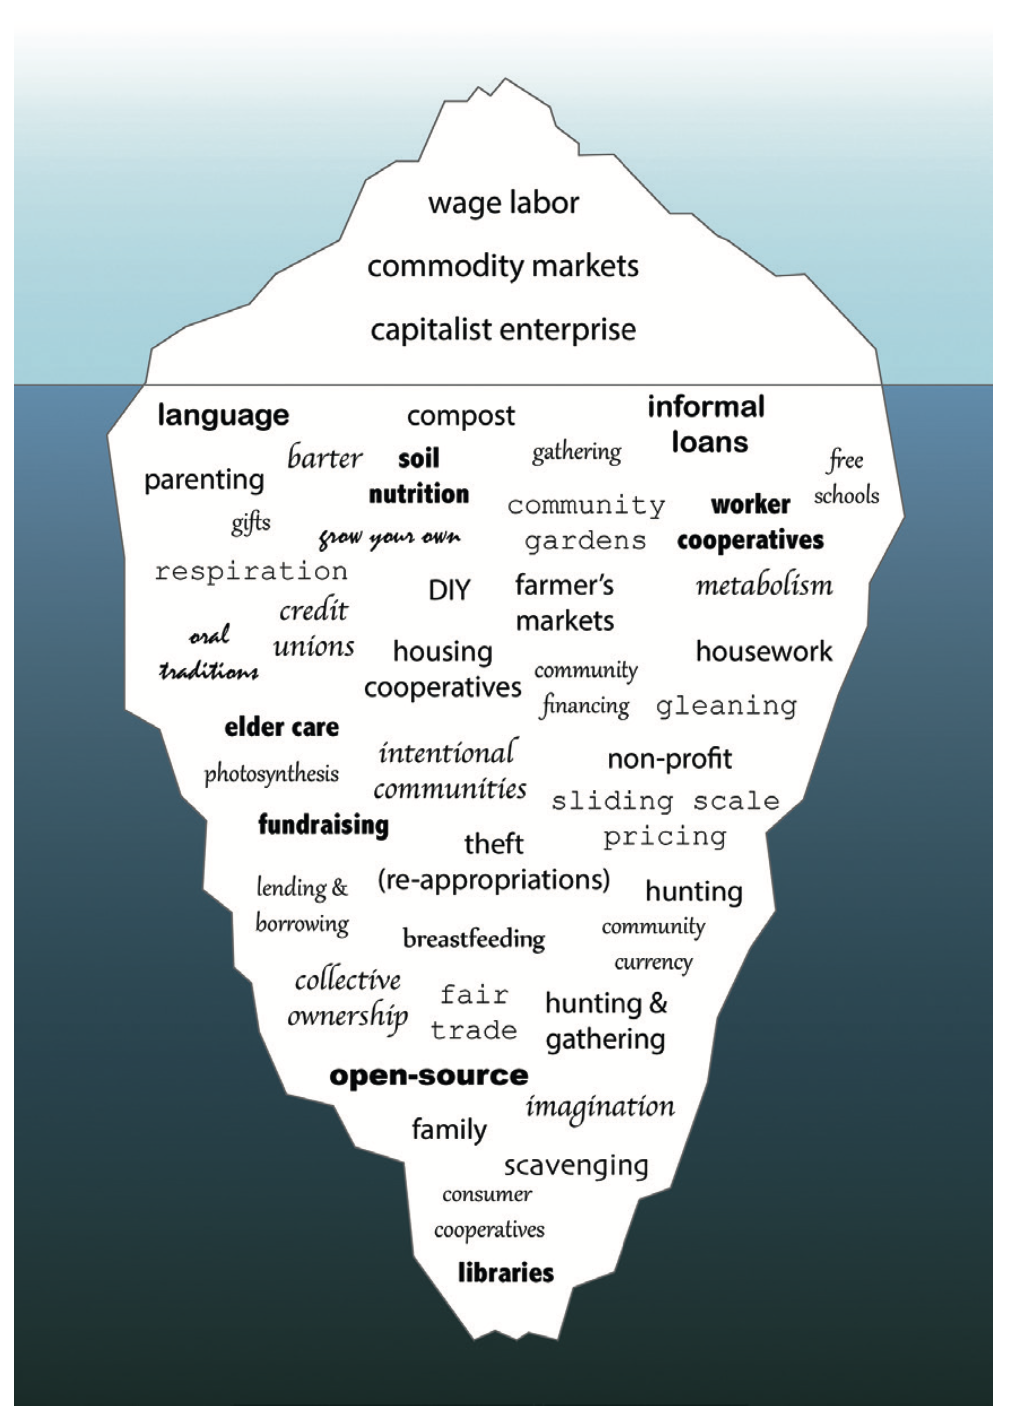 wage labor
commodity markets
capitalist enterprise
language
compost
informal
loans
barter
soil
nutrition
gathering
free
schools
parenting
gifts
grow your own
community
gardens
worker
cooperatives
respiration
credit
unions
DIY
farmer's
markets
metabolism
oral
traditions
housing
cooperatives
community
financing
housework
gleaning
elder care
photosynthesis
intentional
communities
non-profit
sliding scale
pricing
fundraising
theft
(re-appropriations)
lending &
borrowing
hunting
breastfeeding
community
currency
collective
ownership
fair
trade
hunting &
gathering
open-source
imagination
family
scavenging
consumer
cooperatives
libraries